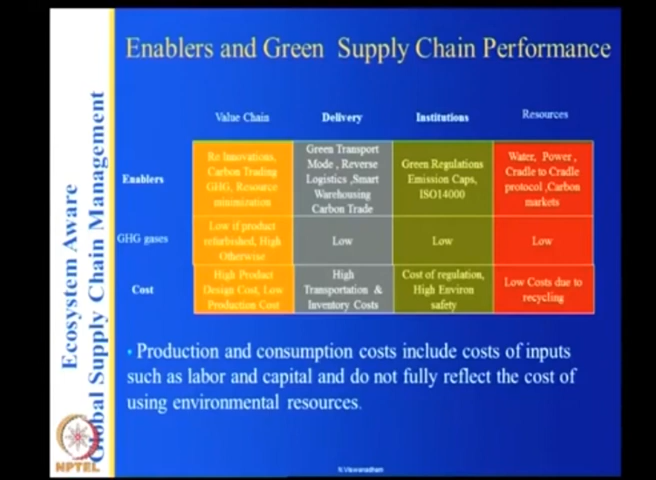 Enablers and Green Supply Chain Performance
Ecosystem Aware
Global Supply Chain Management
Value Chain
Delivery
Institutions
Resources
Enablers
Re Innovations,
Carbon Trading
GHG, Resource
minimization
Green Transport
Mode , Reverse
Logistics ,Smart
Warehousing
Carbon Trade
Green Regulations
Emission Caps,
ISO14000
Water, Power ,
Cradle to Cradle
protocol ,Carbon
markets
GHG gases
Low if product
refurbished, High
Otherwise
Low
Low
Low
Cost
High Product
Design Cost, Low
Production Cost
High
Transportation &
Inventory Costs
Cost of regulation,
High Environ
safety
Low Costs due to
recycling
• Production and consumption costs include costs of inputs
such as labor and capital and do not fully reflect the cost of
using environmental resources.
NPTEL
N.Viswanadham